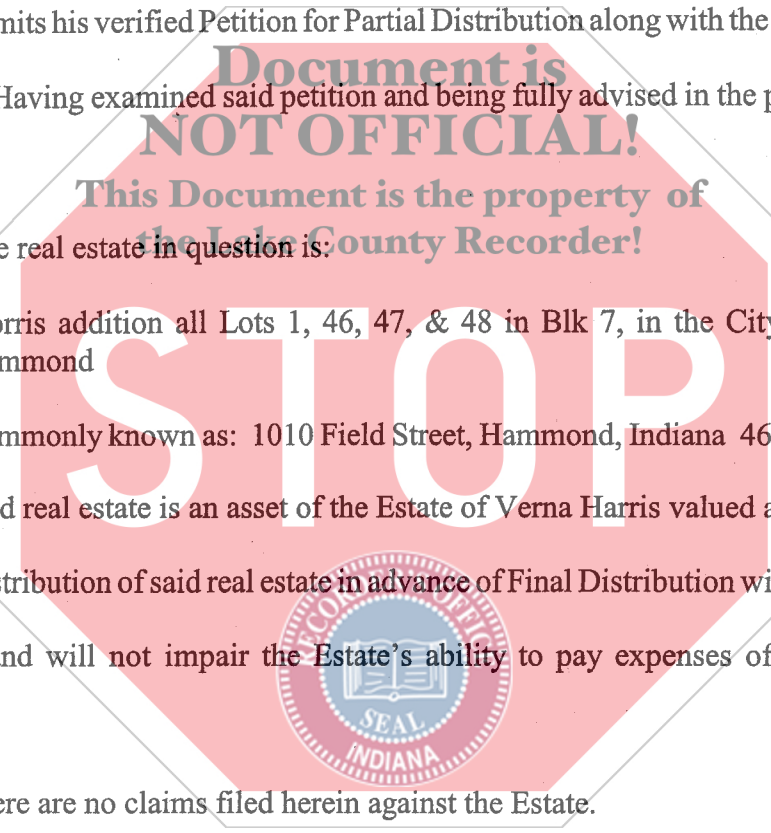 mits his verified Petition for Partial Distribution along with the
Document is
Having examined said petition and being fully advised in the p
NOT OFFICIAL!
This Document is the property of
the Lake County Recorder!
e real estate in question is:
orris addition all Lots 1, 46, 47, & 48 in Blk 7, in the City
mmond
mmonly known as: 1010 Field Street, Hammond, Indiana 46
STOP
d real estate is an asset of the Estate of Verna Harris valued a
stribution of said real estate in advance of Final Distribution wi
nd will not impair the Estate's ability to pay expenses of
RECORDER'S OFFICE
SEAL
INDIANA
ere are no claims filed herein against the Estate.